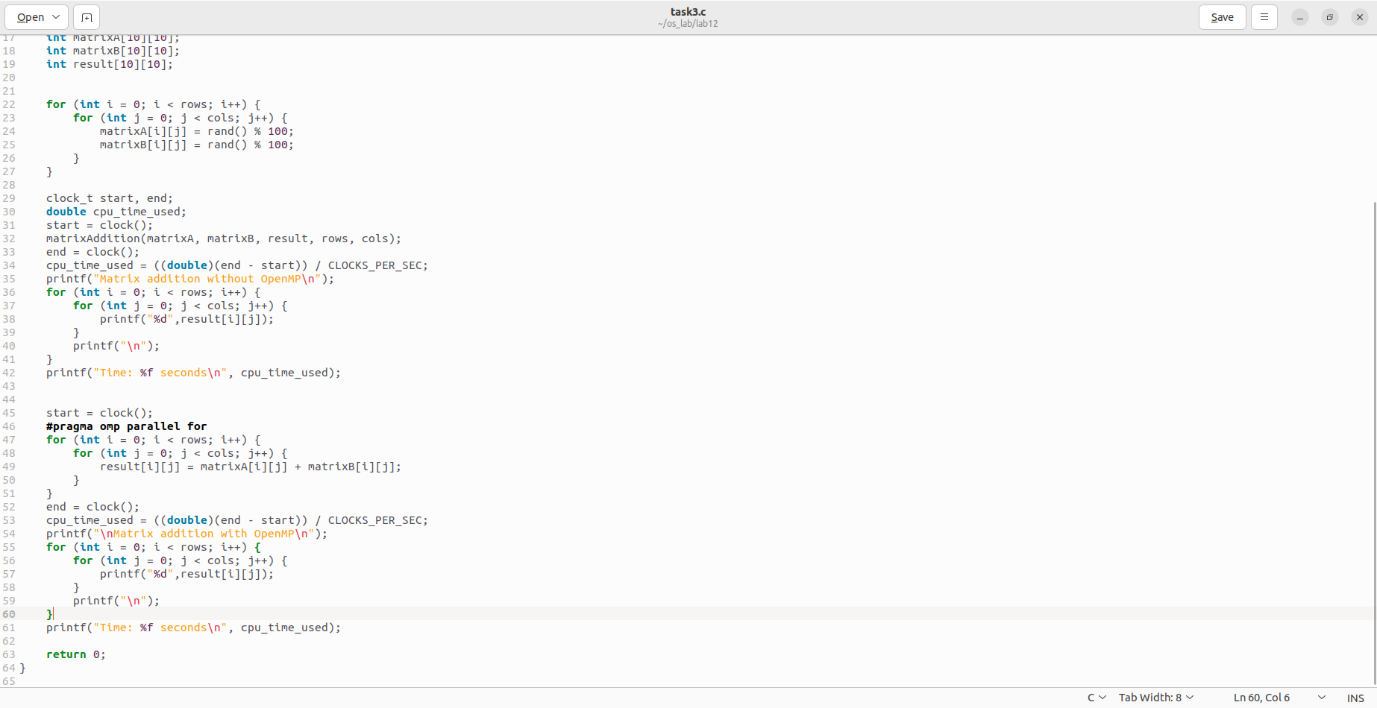 Open
task3.c
~/os_lab/lab12
Save
17    int matrixA[10][10];
18    int matrixB[10][10];
19    int result[10][10];
20
21
22    for (int i = 0; i < rows; i++) {
23        for (int j = 0; j < cols; j++) {
24            matrixA[i][j] = rand() % 100;
25            matrixB[i][j] = rand() % 100;
26        }
27    }
28
29    clock_t start, end;
30    double cpu_time_used;
31    start = clock();
32    matrixAddition(matrixA, matrixB, result, rows, cols);
33    end = clock();
34    cpu_time_used = ((double)(end - start)) / CLOCKS_PER_SEC;
35    printf("Matrix addition without OpenMP\n");
36    for (int i = 0; i < rows; i++) {
37        for (int j = 0; j < cols; j++) {
38            printf("%d",result[i][j]);
39        }
40        printf("\n");
41    }
42    printf("Time: %f seconds\n", cpu_time_used);
43
44
45    start = clock();
46    #pragma omp parallel for
47    for (int i = 0; i < rows; i++) {
48        for (int j = 0; j < cols; j++) {
49            result[i][j] = matrixA[i][j] + matrixB[i][j];
50        }
51    }
52    end = clock();
53    cpu_time_used = ((double)(end - start)) / CLOCKS_PER_SEC;
54    printf("\nMatrix addition with OpenMP\n");
55    for (int i = 0; i < rows; i++) {
56        for (int j = 0; j < cols; j++) {
57            printf("%d",result[i][j]);
58        }
59        printf("\n");
60    }
61    printf("Time: %f seconds\n", cpu_time_used);
62
63    return 0;
64 }
65
C Tab Width: 8 Ln 60, Col 6 INS